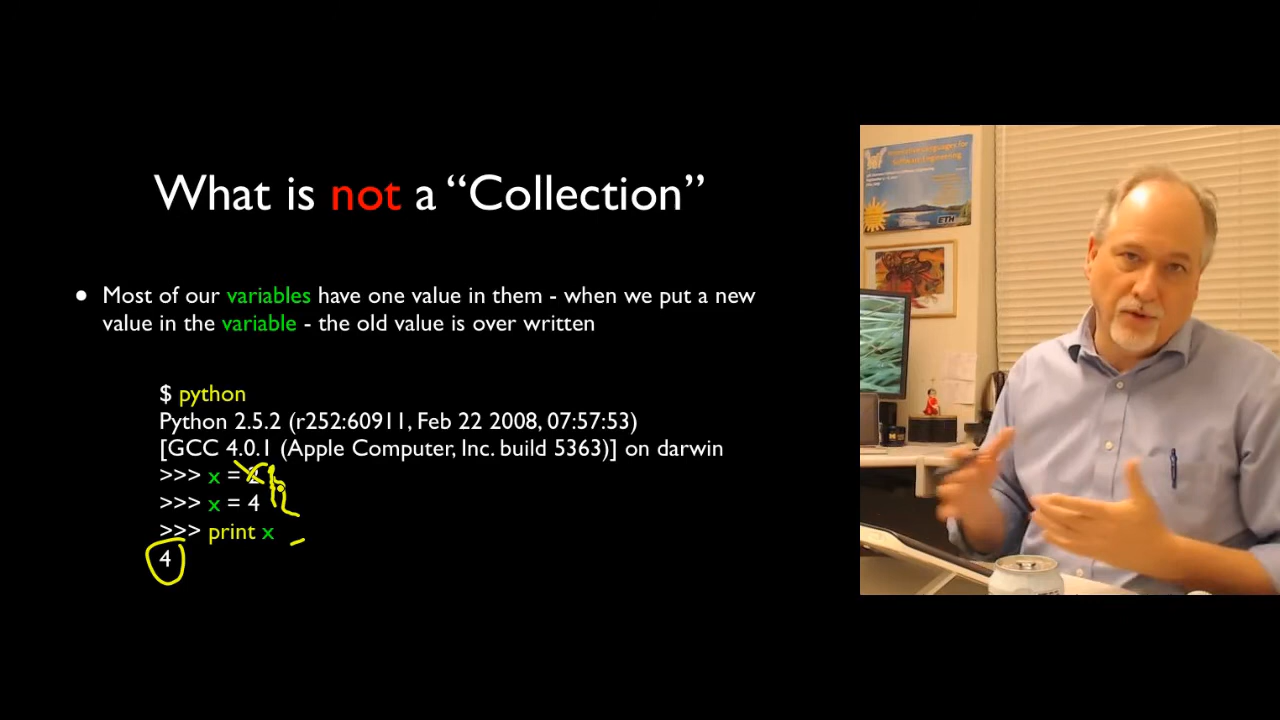 What is not a “Collection”
• Most of our variables have one value in them - when we put a new
value in the variable - the old value is over written
$ python
Python 2.5.2 (r252:60911, Feb 22 2008, 07:57:53)
[GCC 4.0.1 (Apple Computer, Inc. build 5363)] on darwin
>>> x = 2
>>> x = 4
>>> print x
4
ETH